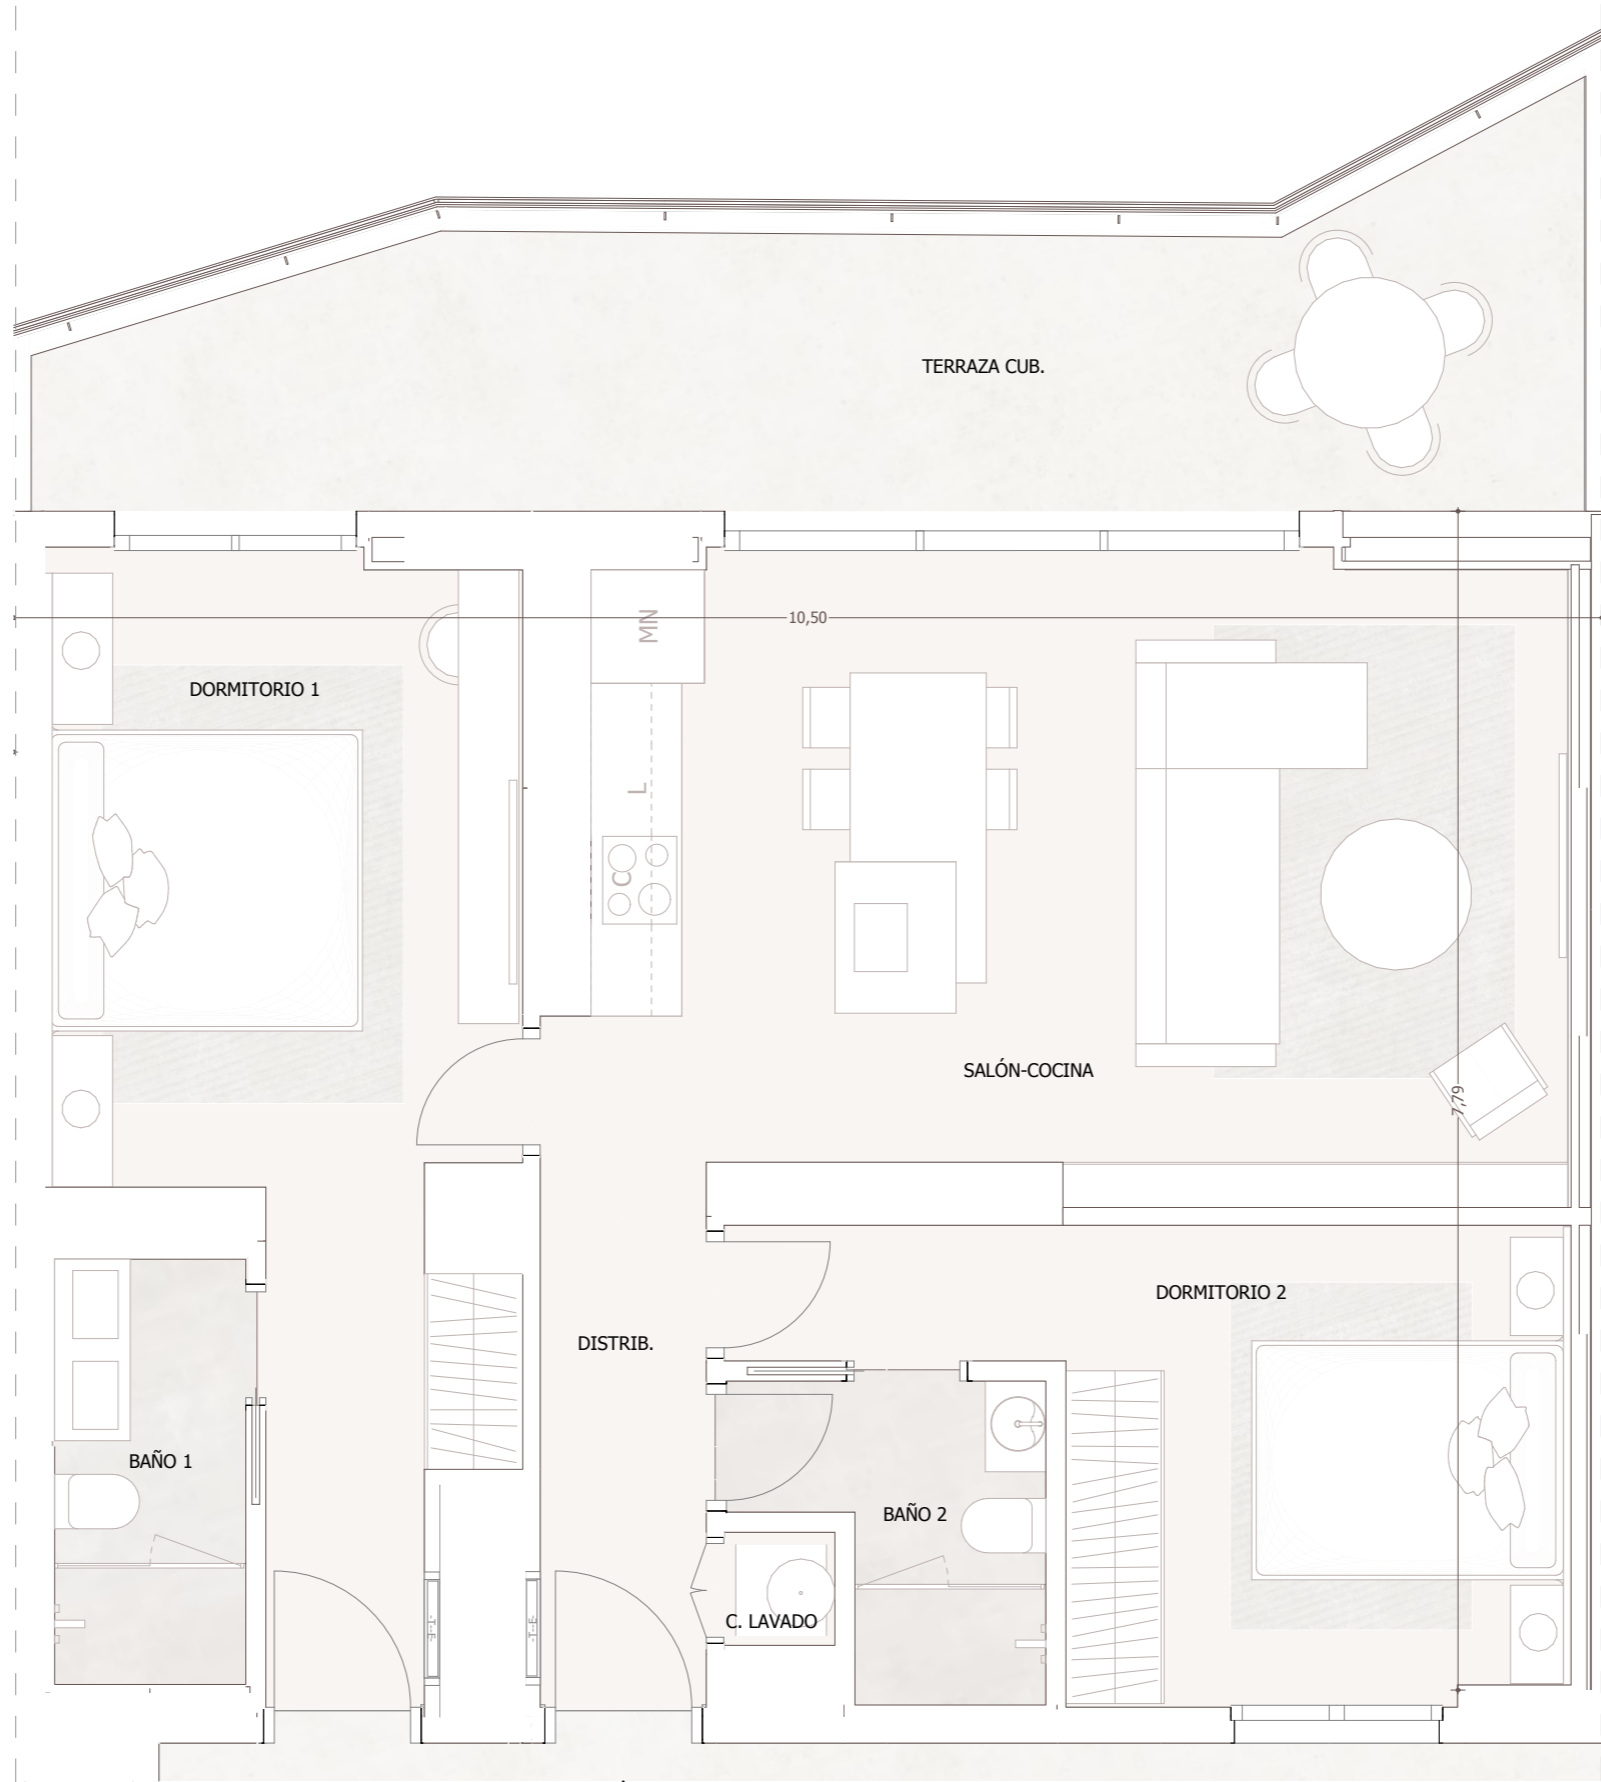 TERRAZA CUB.
10,50
MN
DORMITORIO 1
L
C
SALÓN-COCINA
7,79
DORMITORIO 2
DISTRIB.
BAÑO 1
BAÑO 2
C. LAVADO